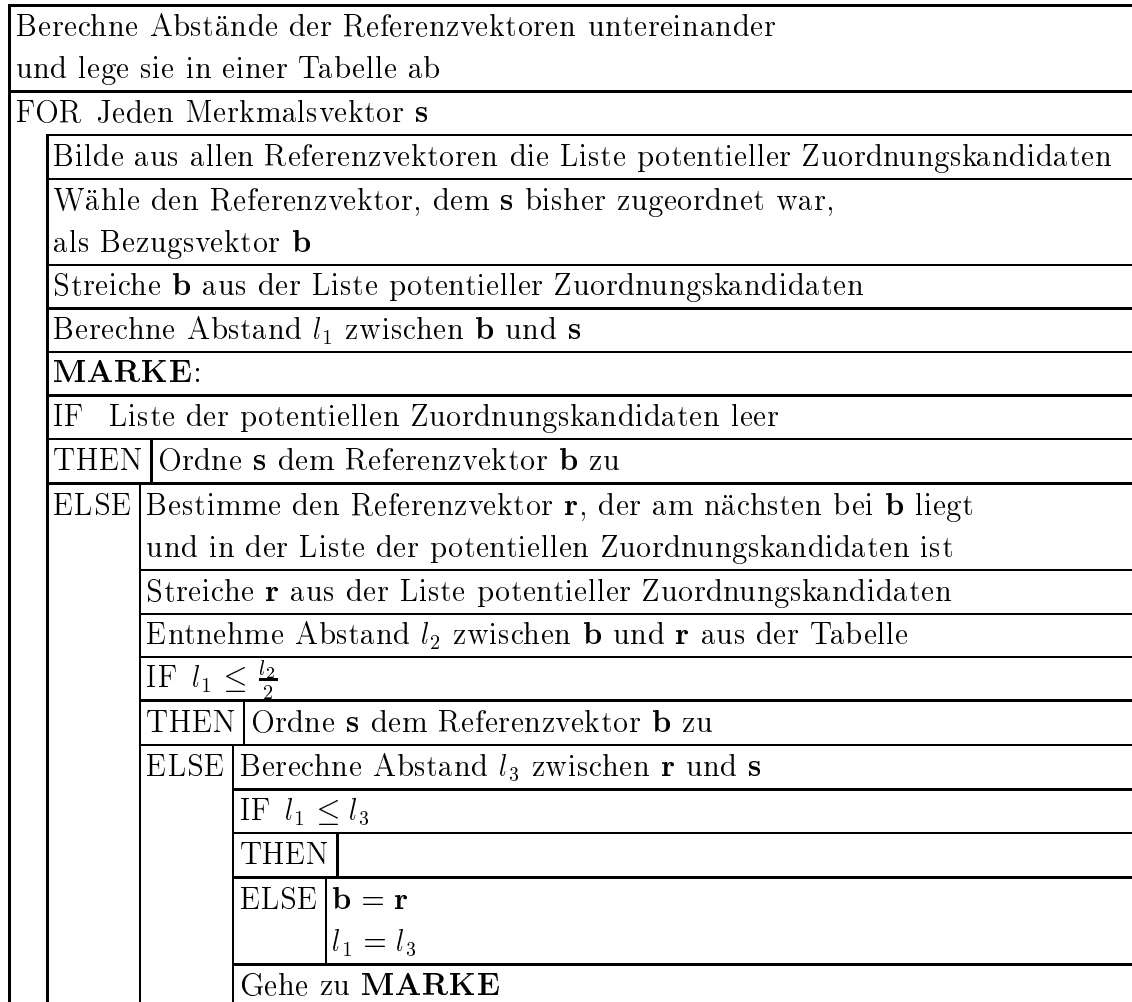 Berechne Abstände der Referenzvektoren untereinander
und lege sie in einer Tabelle ab
FOR Jeden Merkmalsvektor s
Bilde aus allen Referenzvektoren die Liste potentieller Zuordnungskandidaten
Wähle den Referenzvektor, dem s bisher zugeordnet war,
als Bezugsvektor b
Streiche b aus der Liste potentieller Zuordnungskandidaten
Berechne Abstand l₁ zwischen b und s
MARKE:
IF Liste der potentiellen Zuordnungskandidaten leer
THEN Ordne s dem Referenzvektor b zu
ELSE Bestimme den Referenzvektor r, der am nächsten bei b liegt
und in der Liste der potentiellen Zuordnungskandidaten ist
Streiche r aus der Liste potentieller Zuordnungskandidaten
Entnehme Abstand l₂ zwischen b und r aus der Tabelle
IF l₁ ≤ l₂/2
THEN Ordne s dem Referenzvektor b zu
ELSE Berechne Abstand l₃ zwischen r und s
IF l₁ ≤ l₃
THEN
ELSE b = r
l₁ = l₃
Gehe zu MARKE